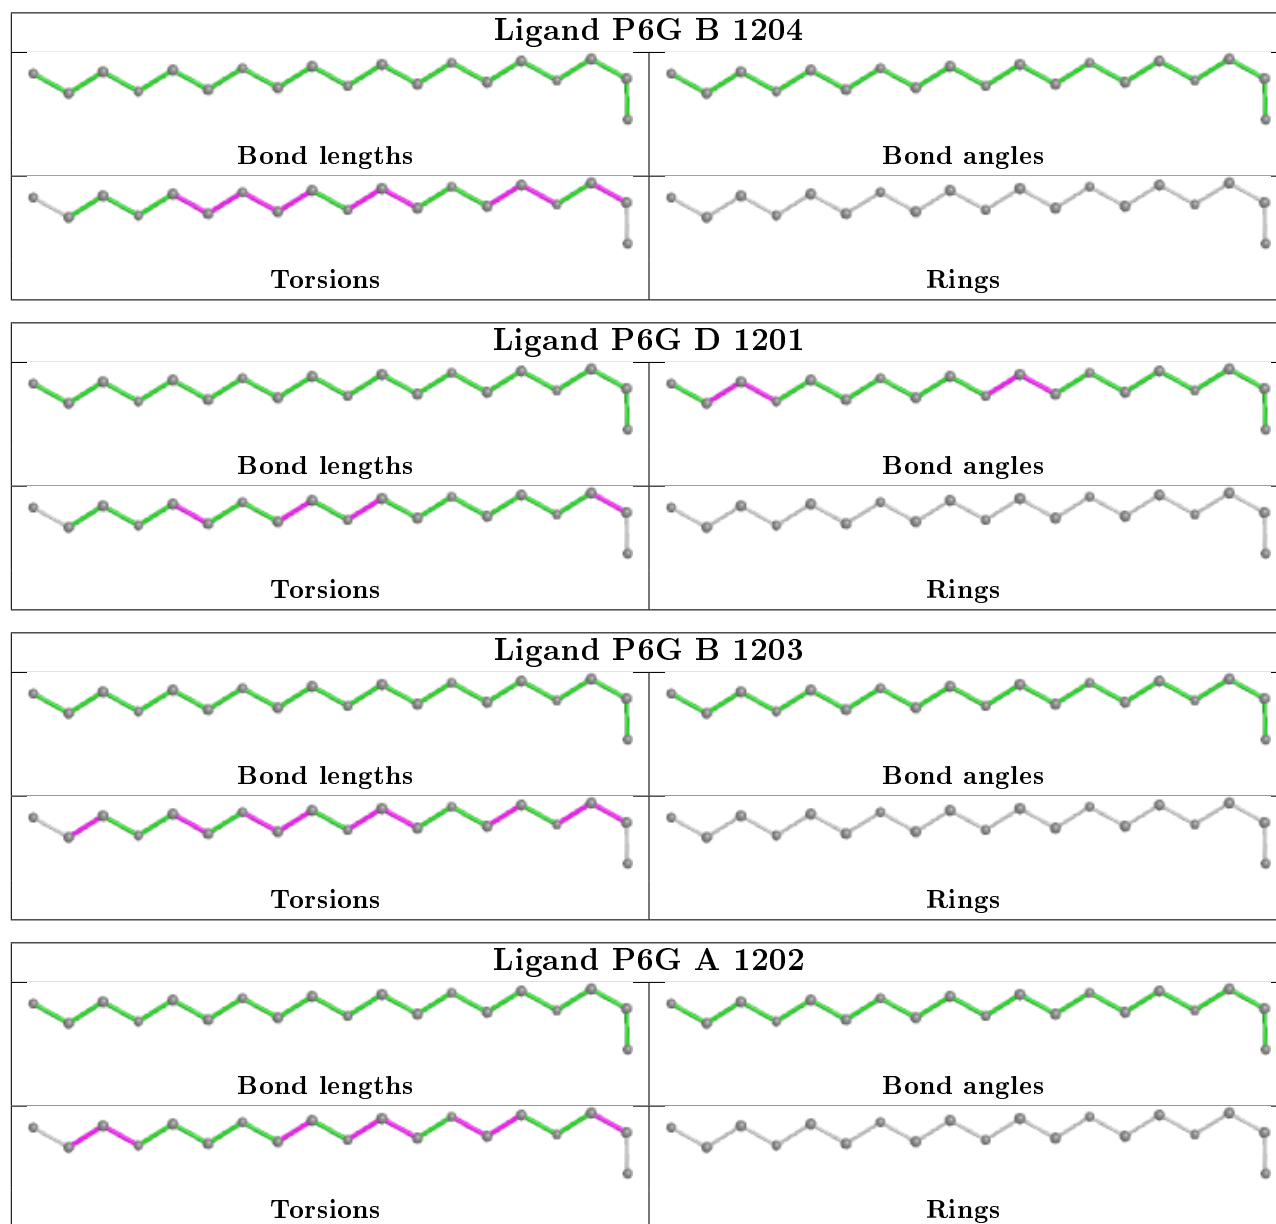 Ligand P6G B 1204
Bond lengths
Bond angles
Torsions
Rings
Ligand P6G D 1201
Bond lengths
Bond angles
Torsions
Rings
Ligand P6G B 1203
Bond lengths
Bond angles
Torsions
Rings
Ligand P6G A 1202
Bond lengths
Bond angles
Torsions
Rings